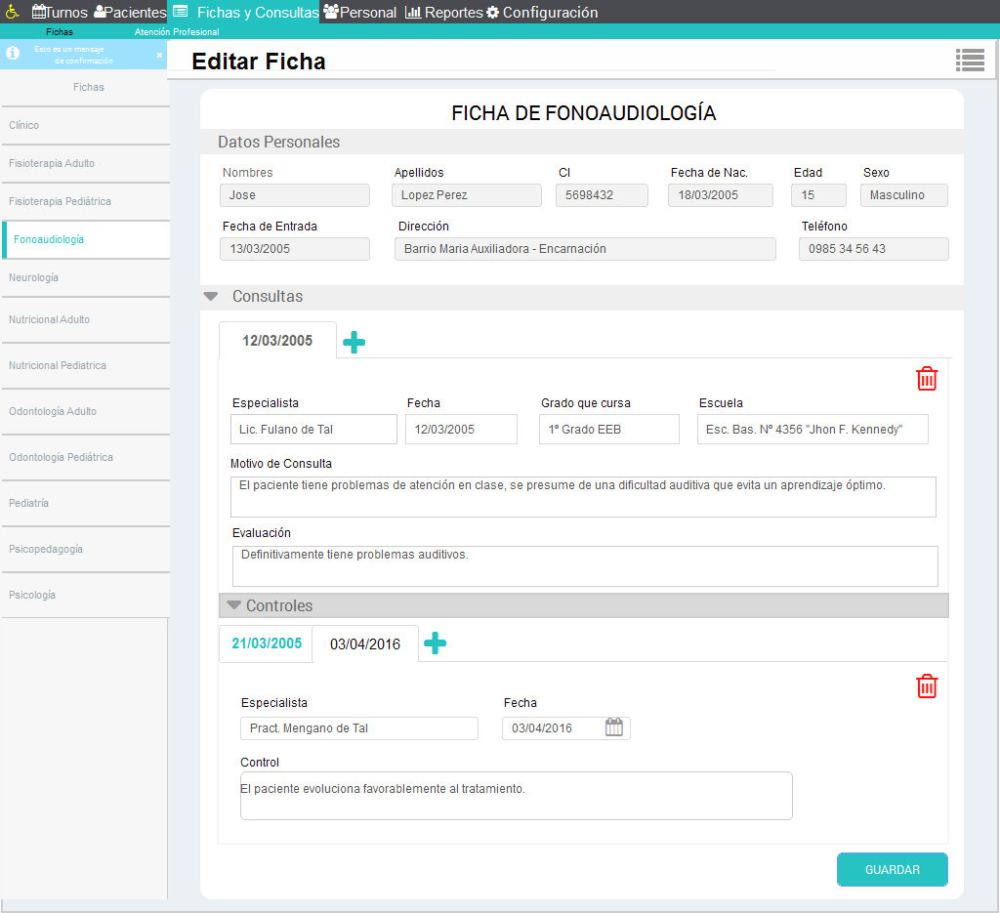 Turnos Pacientes Fichas y Consultas Personal Reportes Configuración
Fichas Atención Profesional
Esto es un mensaje
de confirmación ×
Editar Ficha
Fichas
Clínico
Fisioterapia Adulto
Fisioterapia Pediátrica
Fonoaudiología
Neurología
Nutricional Adulto
Nutricional Pediatrica
Odontología Adulto
Odontología Pediátrica
Pediatría
Psicopedagogía
Psicología
FICHA DE FONOAUDIOLOGÍA
Datos Personales
Nombres Apellidos CI Fecha de Nac. Edad Sexo
Jose Lopez Perez 5698432 18/03/2005 15 Masculino
Fecha de Entrada Dirección Teléfono
13/03/2005 Barrio Maria Auxiliadora - Encarnación 0985 34 56 43
Consultas
12/03/2005
Especialista Fecha Grado que cursa Escuela
Lic. Fulano de Tal 12/03/2005 1º Grado EEB Esc. Bas. Nº 4356 "Jhon F. Kennedy"
Motivo de Consulta
El paciente tiene problemas de atención en clase, se presume de una dificultad auditiva que evita un aprendizaje óptimo.
Evaluación
Definitivamente tiene problemas auditivos.
Controles
21/03/2005 03/04/2016
Especialista Fecha
Pract. Mengano de Tal 03/04/2016
Control
El paciente evoluciona favorablemente al tratamiento.
GUARDAR